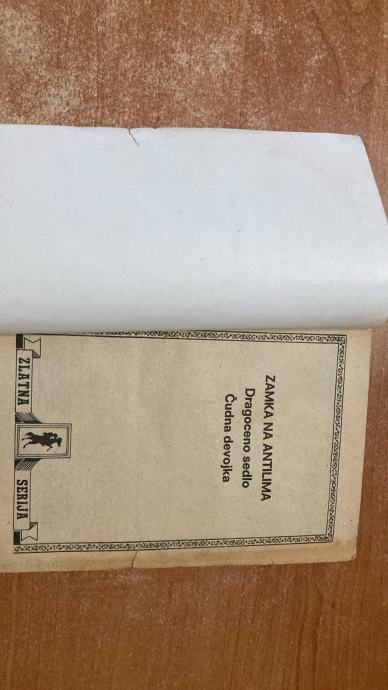 ZAMKA NA ANTILIMA
Dragoceno sedlo
Čudna devojka
ZLATNA SERIJA